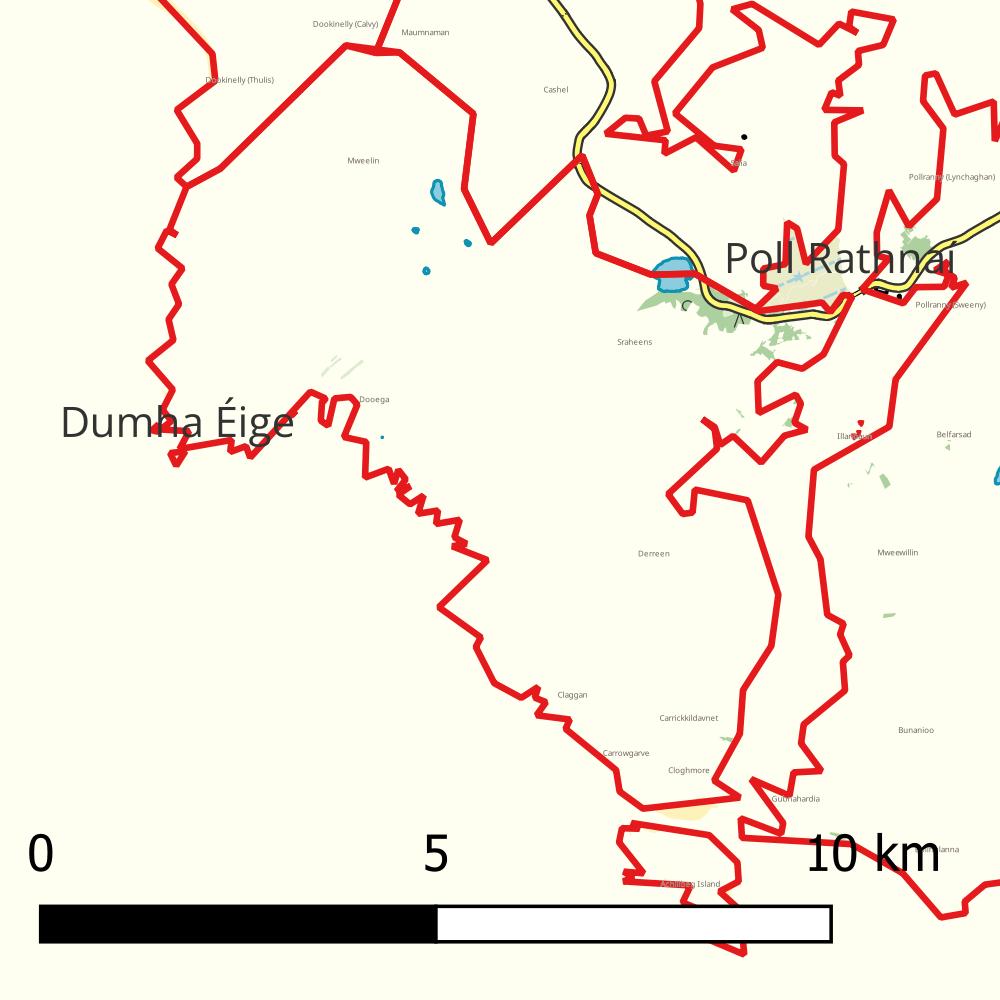 Dookinelly (Calvy)
Maumnaman
Dookinelly (Thulis)
Cashel
Mweelin
Salia
Pollranny (Lynchaghan)
Poll Rathnaí
Pollranny (Sweeny)
Sraheens
Dooega
Dumha Éige
Belfarsad
Derreen
Mweewillin
Claggan
Carrickkildavnet
Bunanioo
Carrowgarve
Cloghmore
Gubnahardia
Achillbeg Island
0 5 10 km